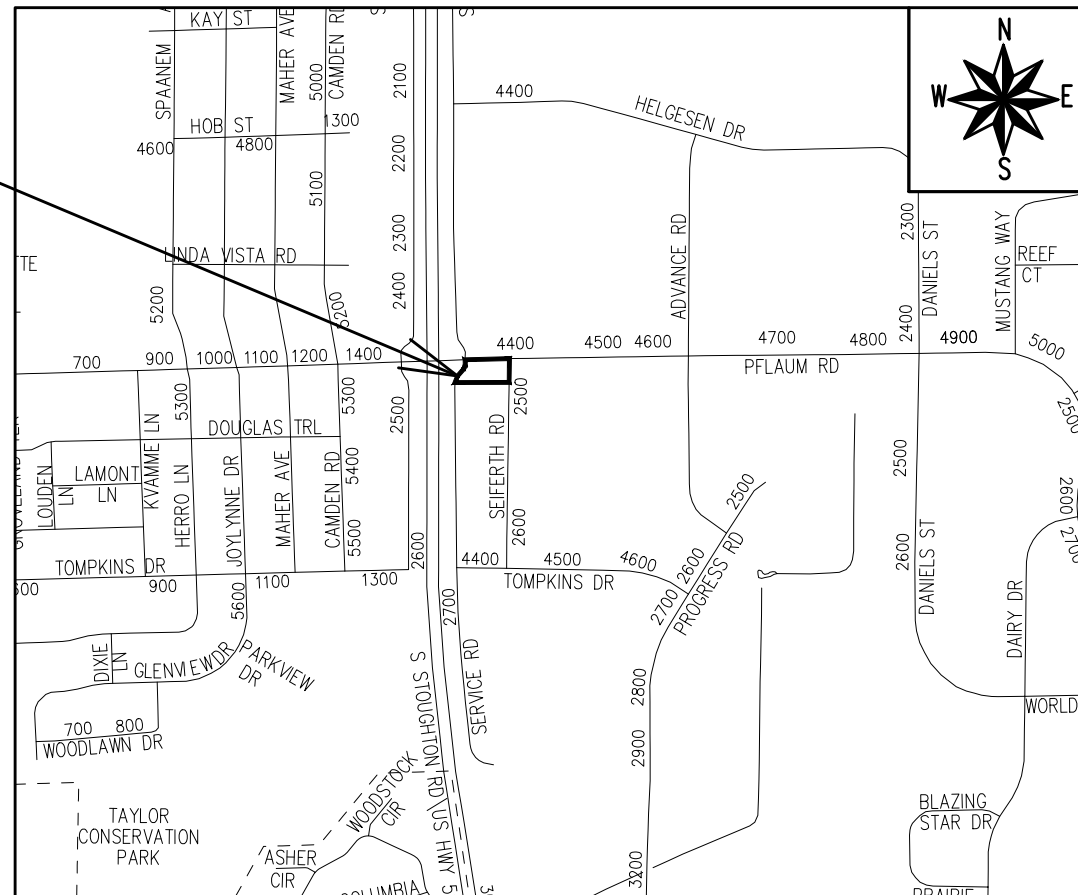 KAY ST
SPAANEM
MAHER AVE
CAMDEN RD
5000
2100
4400
HELGESEN DR
N
W
E
S
HOB ST
1300
4600
4800
2200
5100
2300
LINDA VISTA RD
ADVANCE RD
2300
DANIELS ST
MUSTANG WAY
REEF
CT
TE
5200
5200
2400
2400
700
900
1000
1100
1200
1400
4400
4500
4600
4700
4800
4900
5000
PFLAUM RD
5300
5300
2500
2500
2500
KVAMME LN
DOUGLAS TRL
SEIFERTH RD
LOUDEN
LN
LAMONT
LN
HERRO LN
JOYLYNNE DR
MAHER AVE
CAMDEN RD
5400
5500
2500
2500
2600
2700
2600
2600
2600
TOMPKINS DR
900
1100
1300
4400
4500
4600
TOMPKINS DR
2600
2700
PROGRESS RD
DANIELS ST
DAIRY DR
5600
2700
DIXIE
LN
GLENVIEW DR
PARKVIEW
DR
S STOUGHTON RD\US HWY 5
SERVICE RD
2800
2900
WORLD
700
800
WOODLAWN DR
TAYLOR
CONSERVATION
PARK
WOODSTOCK
CIR
ASHER
CIR
COLUMBIA
3200
BLAZING
STAR DR
PRAIRIE